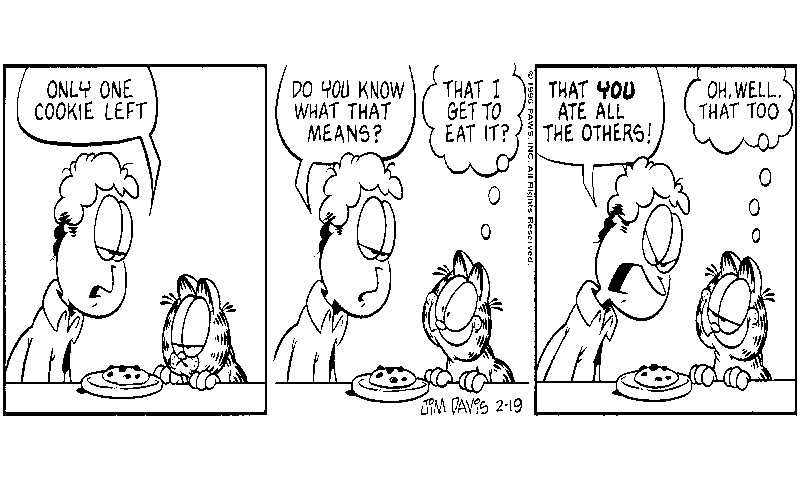 ONLY ONE
COOKIE LEFT
DO YOU KNOW
WHAT THAT
MEANS?
THAT I
GET TO
EAT IT?
© 1996 PAWS, INC. All Rights Reserved.
JIM DAVIS 2-19
THAT YOU
ATE ALL
THE OTHERS!
OH, WELL,
THAT TOO